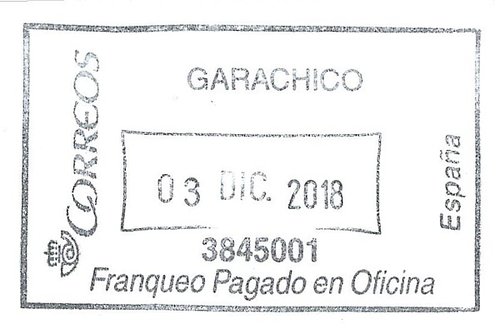 GARACHICO
CORREOS
03 DIC. 2018
España
3845001
Franqueo Pagado en Oficina